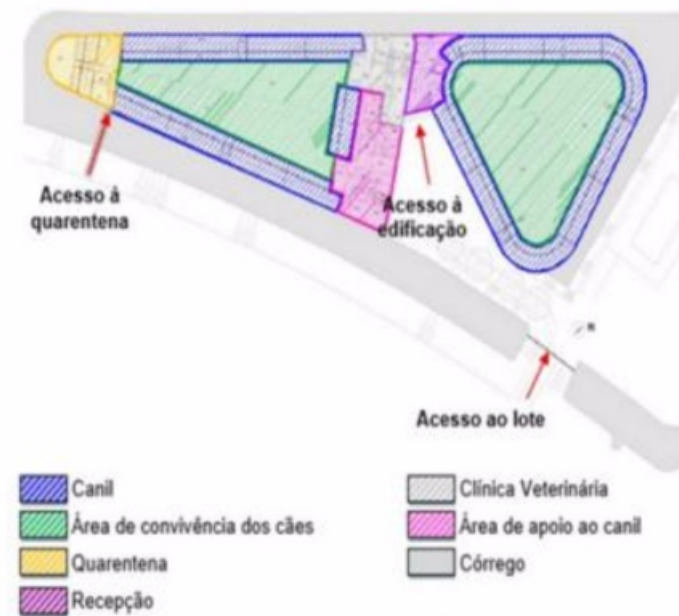 Acesso à
quarentena
Acesso à
edificação
Acesso ao lote
Canil
Área de convivência dos cães
Quarentena
Recepção
Clínica Veterinária
Área de apoio ao canil
Córrego